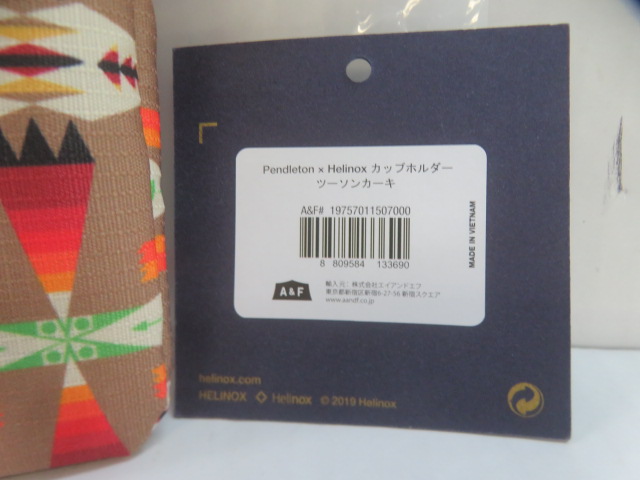 Pendleton × Helinox カップホルダー
ツーソンカーキ
A&F# 19757011507000
8 809584 133690
A&F
輸入元：株式会社エイアンドエフ
東京都新宿区新宿6-27-56 新宿スクエア
www.aandf.co.jp
MADE IN VIETNAM
helinox.com
HELINOX Helinox © 2019 Helinox